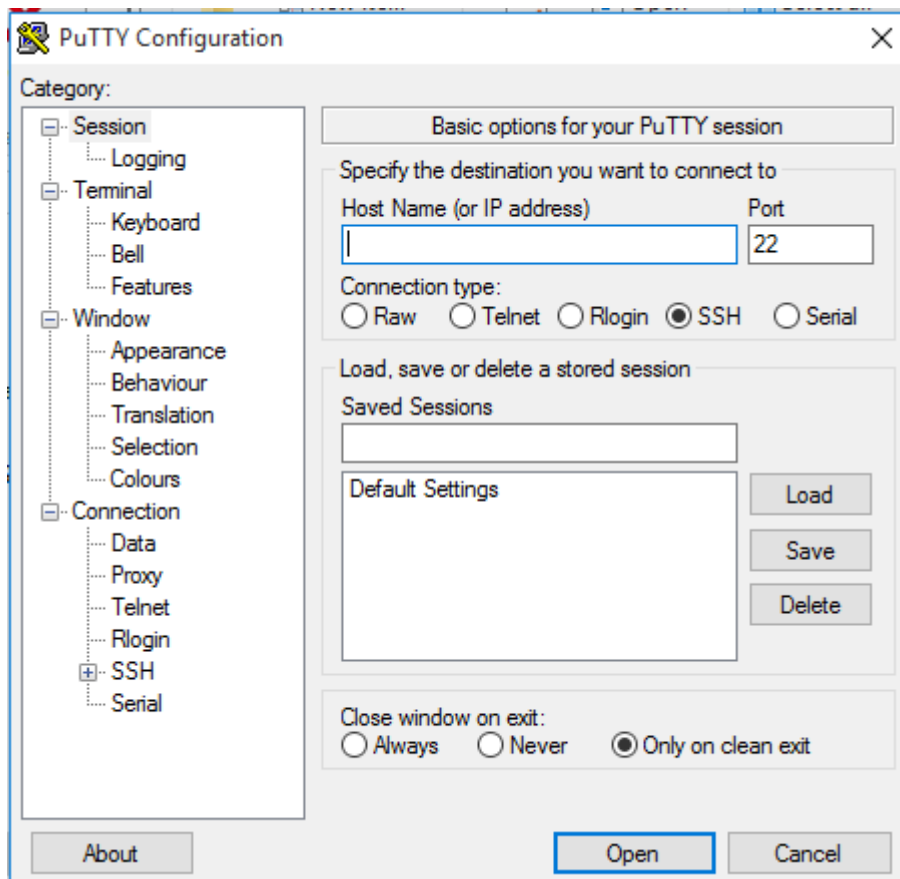 PuTTY Configuration
Category:
Session
Logging
Terminal
Keyboard
Bell
Features
Window
Appearance
Behaviour
Translation
Selection
Colours
Connection
Data
Proxy
Telnet
Rlogin
SSH
Serial
Basic options for your PuTTY session
Specify the destination you want to connect to
Host Name (or IP address) Port
22
Connection type:
Raw Telnet Rlogin SSH Serial
Load, save or delete a stored session
Saved Sessions
Default Settings
Load
Save
Delete
Close window on exit:
Always Never Only on clean exit
About Open Cancel